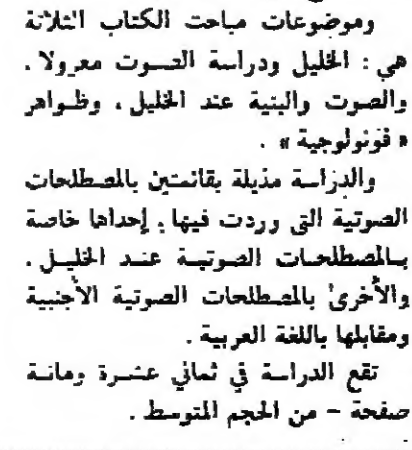 وموضوعات مباحث الكتاب الثلاثة
هي : الخليل ودراسة الصوت معزولا .
والصوت والبنية عند الخليل ، وظواهر
« فونولوجية » .
والدراسة مذيلة بقائمتين بالمصطلحات
الصوتية التي وردت فيها ، إحداها خاصة
بالمصطلحات الصوتية عند الخليل .
والأخرى بالمصطلحات الصوتية الأجنبية
ومقابلها باللغة العربية .
تقع الدراسة في ثماني عشرة ومائة
صفحة – من الحجم المتوسط .